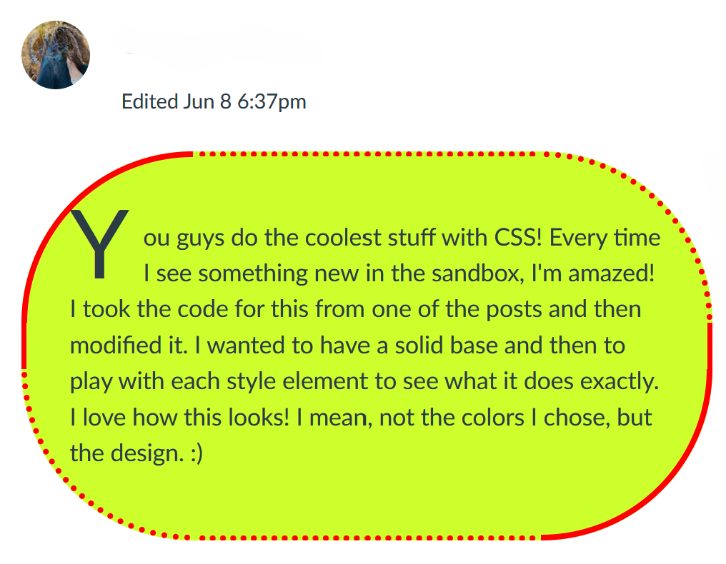 Edited Jun 8 6:37pm
You guys do the coolest stuff with CSS! Every time
I see something new in the sandbox, I'm amazed!
I took the code for this from one of the posts and then
modified it. I wanted to have a solid base and then to
play with each style element to see what it does exactly.
I love how this looks! I mean, not the colors I chose, but
the design. :)